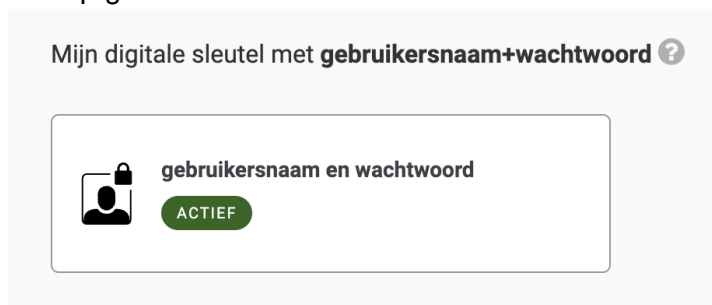 Mijn digitale sleutel met gebruikersnaam+wachtwoord ?
gebruikersnaam en wachtwoord
ACTIEF